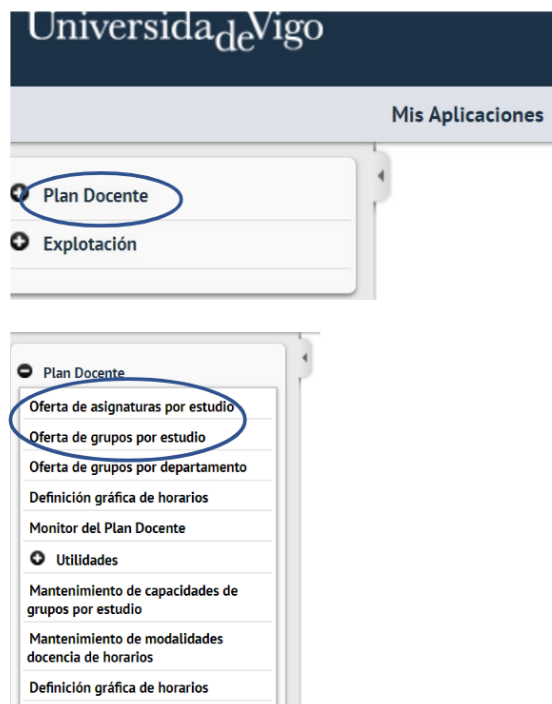 Universidade Vigo
Mis Aplicaciones
Plan Docente
Explotación
Plan Docente
Oferta de asignaturas por estudio
Oferta de grupos por estudio
Oferta de grupos por departamento
Definición gráfica de horarios
Monitor del Plan Docente
Utilidades
Mantenimiento de capacidades de
grupos por estudio
Mantenimiento de modalidades
docencia de horarios
Definición gráfica de horarios